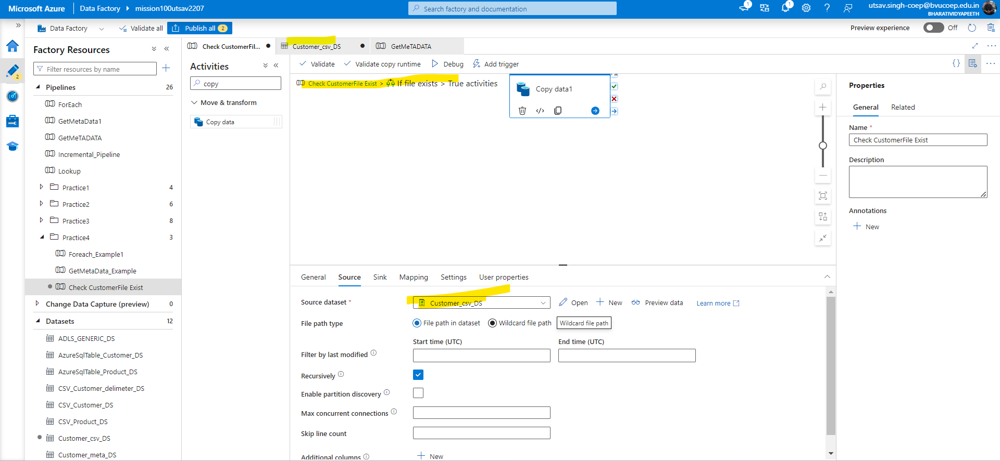 Microsoft Azure Data Factory mission100utsav2207
Search factory and documentation
1 1
utsav.singh-coep@bvucoep.edu.in
BHARATIVIDYAPEETH
Data Factory Validate all Publish all 2
Preview experience Off
2
Factory Resources
Filter resources by name
Pipelines 26
ForEach
GetMetaData1
GetMeTADATA
Incremental_Pipeline
Lookup
Practice1 4
Practice2 6
Practice3 8
Practice4 3
Foreach_Example1
GetMetaData_Example
Check CustomerFile Exist
Change Data Capture (preview) 0
Datasets 12
ADLS_GENERIC_DS
AzureSqlTable_Customer_DS
AzureSqlTable_Product_DS
CSV_Customer_delimeter_DS
CSV_Customer_DS
CSV_Product_DS
Customer_csv_DS
Customer_meta_DS
Check CustomerFil... Customer_csv_DS GetMeTADATA
Activities
copy
Move & transform
Copy data
Validate Validate copy runtime Debug Add trigger
Check CustomerFile Exist > If file exists > True activities
Copy data1
General Source Sink Mapping Settings User properties
Source dataset * Customer_csv_DS Open New Preview data Learn more
File path type File path in dataset Wildcard file path Wildcard file path
Start time (UTC) End time (UTC)
Filter by last modified
Recursively
Enable partition discovery
Max concurrent connections
Skip line count
Additional columns New
Properties
General Related
Name *
Check CustomerFile Exist
Description
Annotations
New